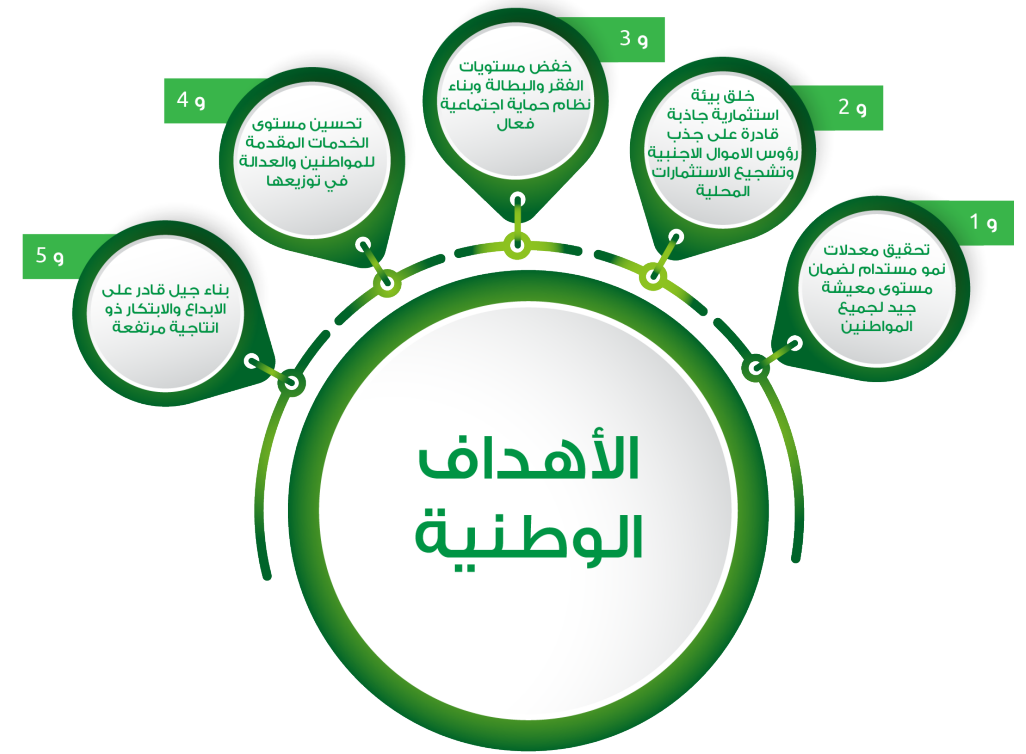 الأهداف
الوطنية
و 1
تحقيق معدلات
نمو مستدام لضمان
مستوى معيشة
جيد لجميع
المواطنين
و 2
خلق بيئة
استثمارية جاذبة
قادرة على جذب
رؤوس الاموال الاجنبية
وتشجيع الاستثمارات
المحلية
و 3
خفض مستويات
الفقر والبطالة وبناء
نظام حماية اجتماعية
فعال
و 4
تحسين مستوى
الخدمات المقدمة
للمواطنين والعدالة
في توزيعها
و 5
بناء جيل قادر على
الابداع والابتكار ذو
انتاجية مرتفعة